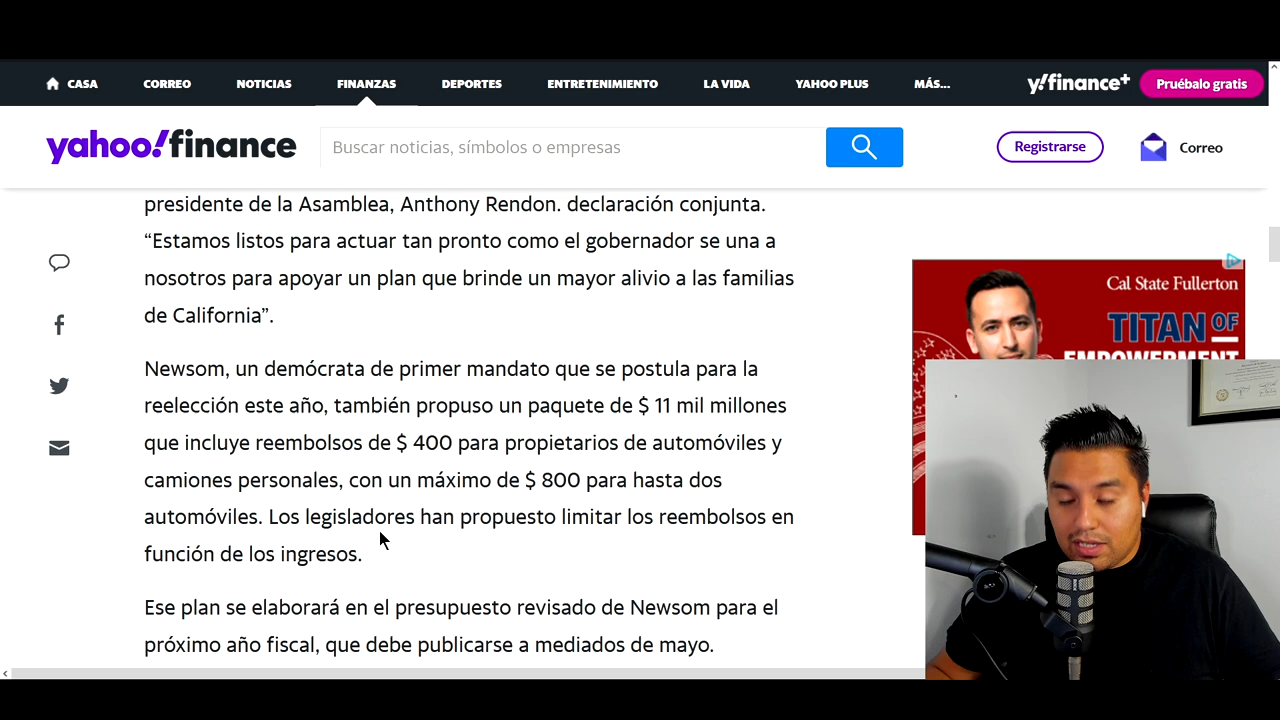 CASA CORREO NOTICIAS FINANZAS DEPORTES ENTRETENIMIENTO LA VIDA YAHOO PLUS MÁS... y!finance+ Pruébalo gratis
yahoo!finance Buscar noticias, símbolos o empresas Registrarse Correo
presidente de la Asamblea, Anthony Rendon. declaración conjunta.
“Estamos listos para actuar tan pronto como el gobernador se una a
nosotros para apoyar un plan que brinde un mayor alivio a las familias
de California”.
Newsom, un demócrata de primer mandato que se postula para la
reelección este año, también propuso un paquete de $ 11 mil millones
que incluye reembolsos de $ 400 para propietarios de automóviles y
camiones personales, con un máximo de $ 800 para hasta dos
automóviles. Los legisladores han propuesto limitar los reembolsos en
función de los ingresos.
Ese plan se elaborará en el presupuesto revisado de Newsom para el
próximo año fiscal, que debe publicarse a mediados de mayo.
Cal State Fullerton
TITAN OF
EMPOWERMENT